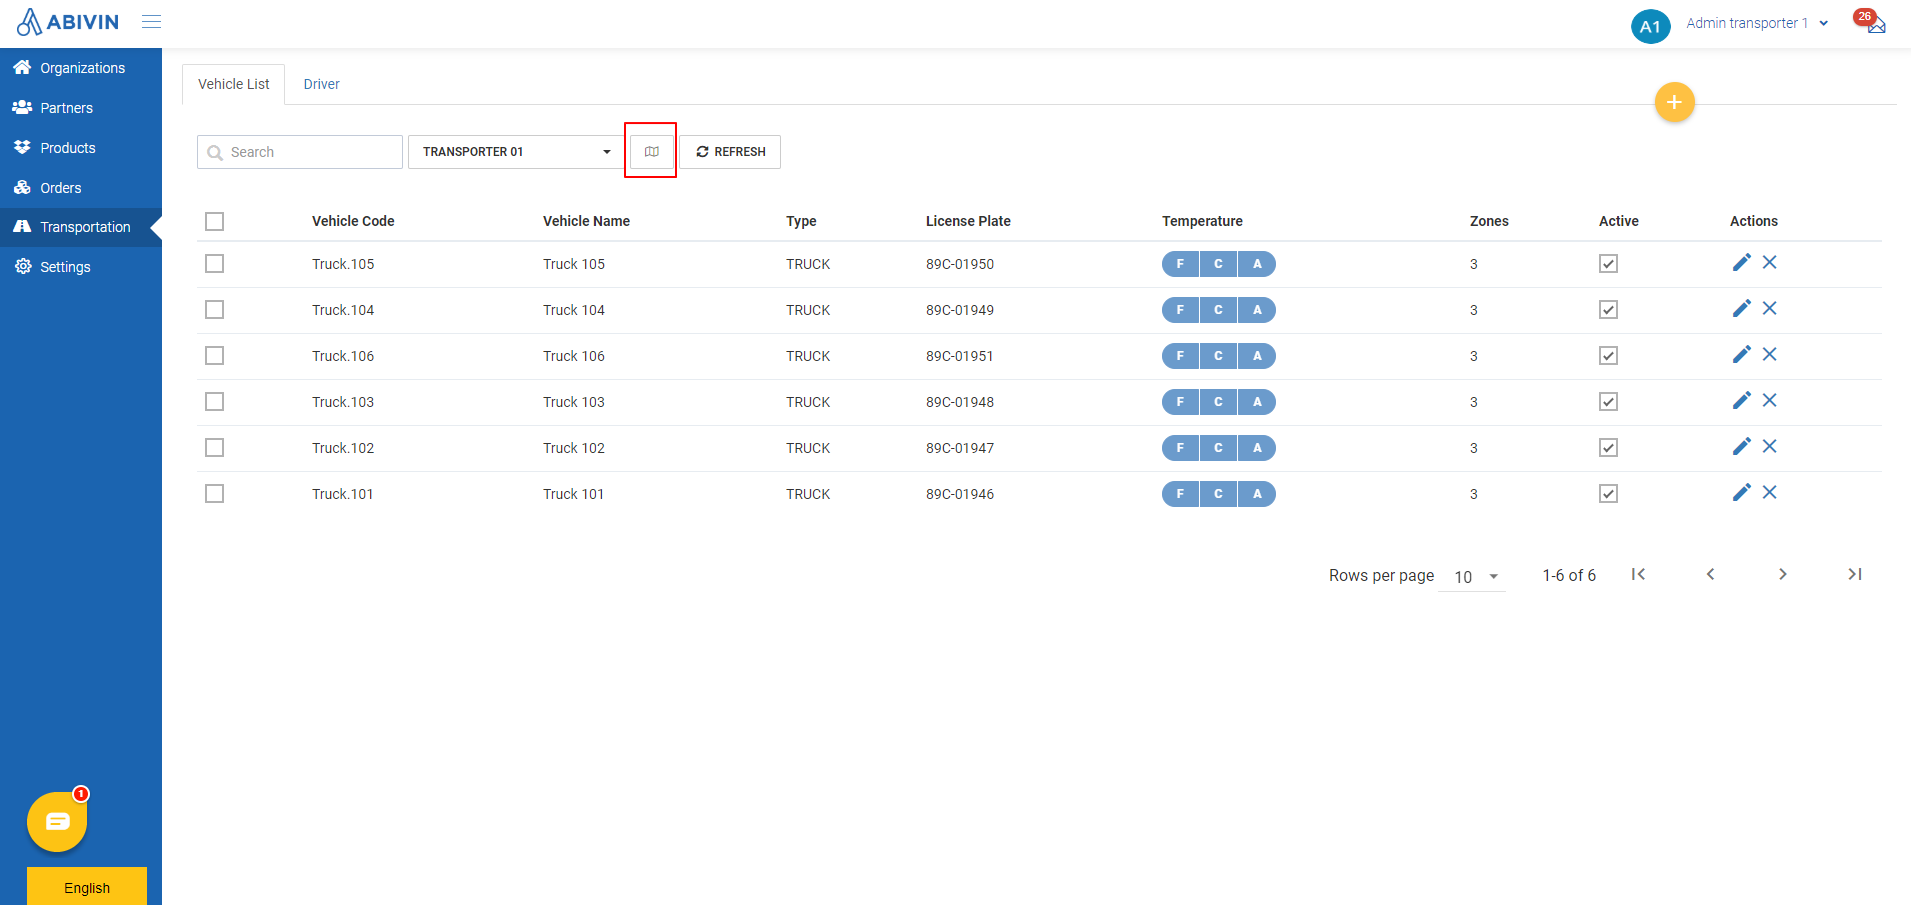 ABIVIN
A1
Admin transporter 1
26
Organizations
Partners
Products
Orders
Transportation
Settings
Vehicle List
Driver
+
Search
TRANSPORTER 01
REFRESH
Vehicle Code Vehicle Name Type License Plate Temperature Zones Active Actions
Truck.105 Truck 105 TRUCK 89C-01950 F C A 3
Truck.104 Truck 104 TRUCK 89C-01949 F C A 3
Truck.106 Truck 106 TRUCK 89C-01951 F C A 3
Truck.103 Truck 103 TRUCK 89C-01948 F C A 3
Truck.102 Truck 102 TRUCK 89C-01947 F C A 3
Truck.101 Truck 101 TRUCK 89C-01946 F C A 3
Rows per page 10 1-6 of 6
1
English